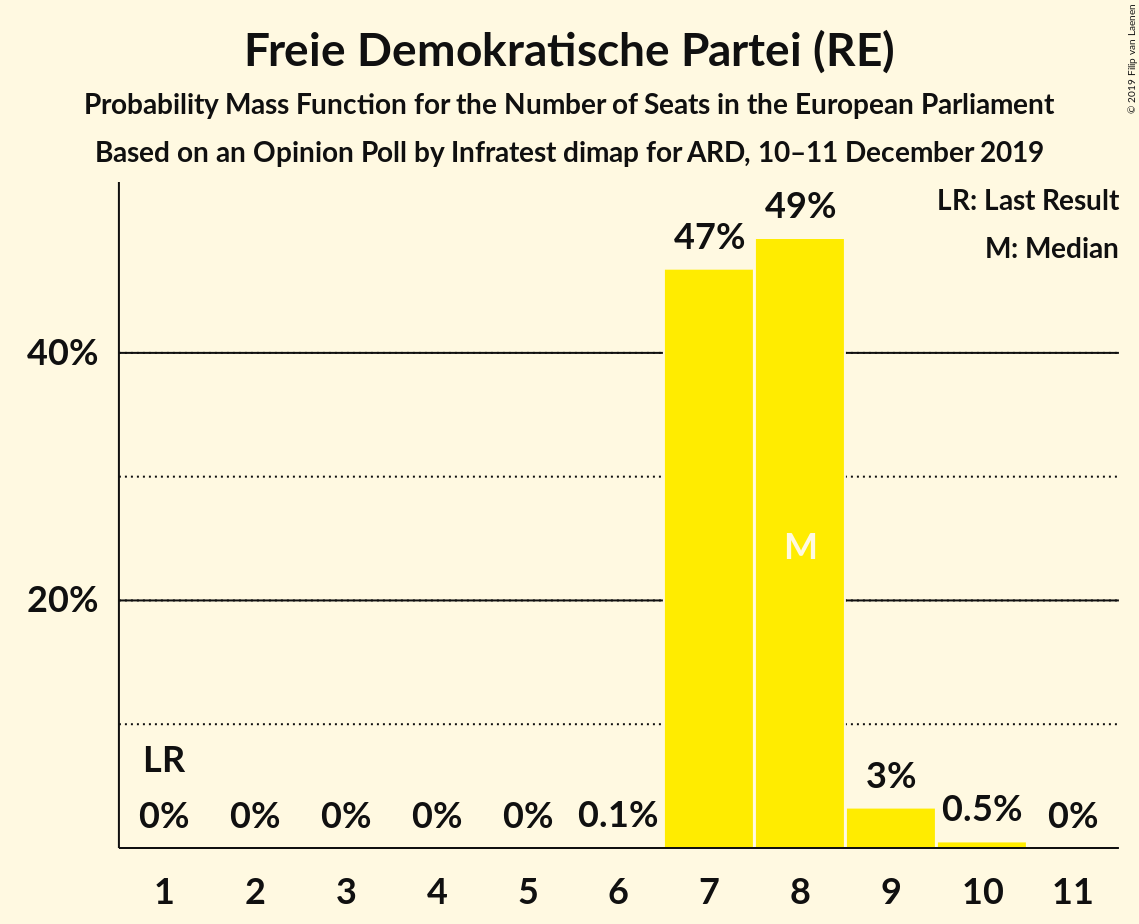 Freie Demokratische Partei (RE)
Probability Mass Function for the Number of Seats in the European Parliament
Based on an Opinion Poll by Infratest dimap for ARD, 10–11 December 2019
© 2019 Filip van Laenen
LR: Last Result
M: Median
49%
47%
40%
M
20%
LR
3%
0% 0% 0% 0% 0% 0.1% 0.5% 0%
1 2 3 4 5 6 7 8 9 10 11